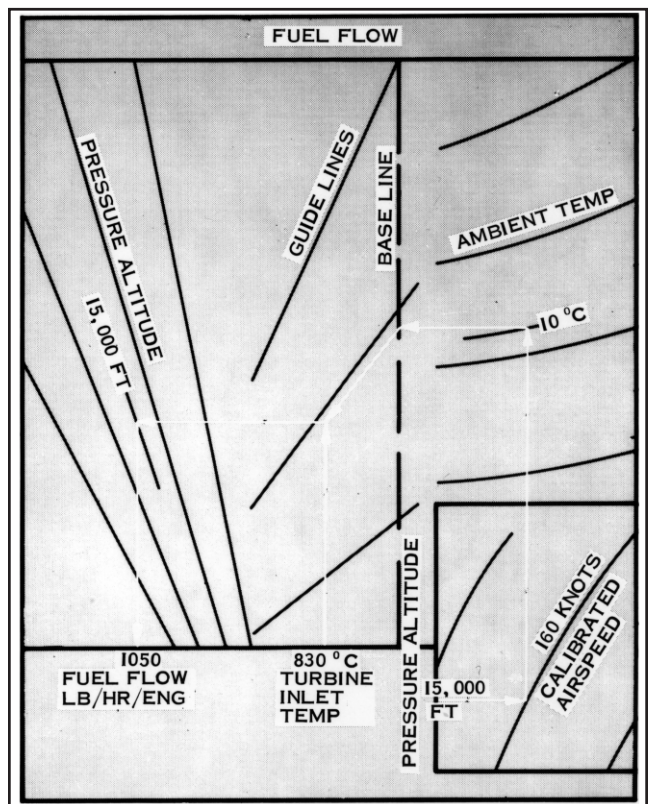 FUEL FLOW
PRESSURE ALTITUDE
15,000 FT
GUIDE LINES
BASE LINE
AMBIENT TEMP
10 °C
PRESSURE ALTITUDE
15,000
FT
160 KNOTS
CALIBRATED
AIRSPEED
1050
FUEL FLOW
LB/HR/ENG
830 °C
TURBINE
INLET
TEMP